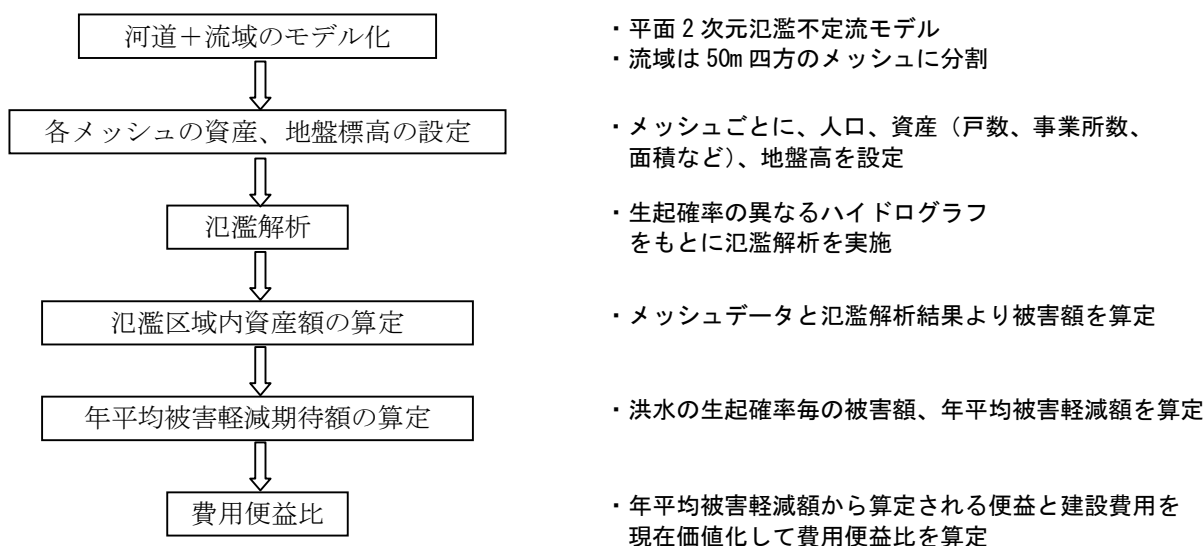 河道＋流域のモデル化
・平面２次元氾濫不定流モデル
・流域は 50m 四方のメッシュに分割
各メッシュの資産、地盤標高の設定
・メッシュごとに、人口、資産（戸数、事業所数、
面積など）、地盤高を設定
氾濫解析
・生起確率の異なるハイドログラフ
をもとに氾濫解析を実施
氾濫区域内資産額の算定
・メッシュデータと氾濫解析結果より被害額を算定
年平均被害軽減期待額の算定
・洪水の生起確率毎の被害額、年平均被害軽減額を算定
費用便益比
・年平均被害軽減額から算定される便益と建設費用を
現在価値化して費用便益比を算定